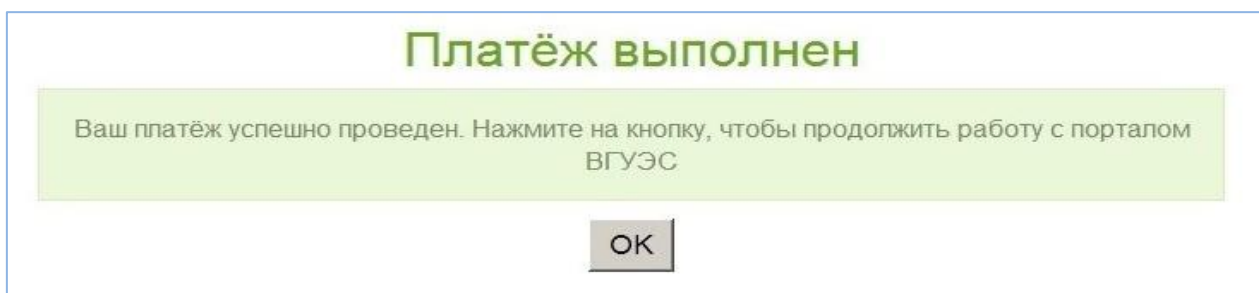 Платёж выполнен
Ваш платёж успешно проведен. Нажмите на кнопку, чтобы продолжить работу с порталом
ВГУЭС
OK